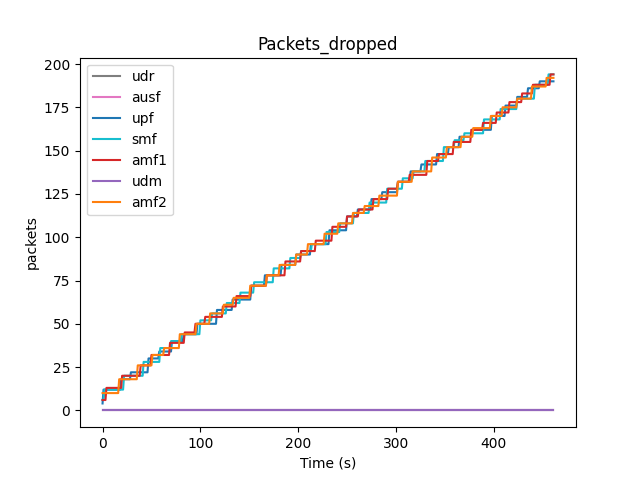 Packets_dropped
packets
200
175
150
125
100
75
50
25
0
udr
ausf
upf
smf
amf1
udm
amf2
0 100 200 300 400
Time (s)